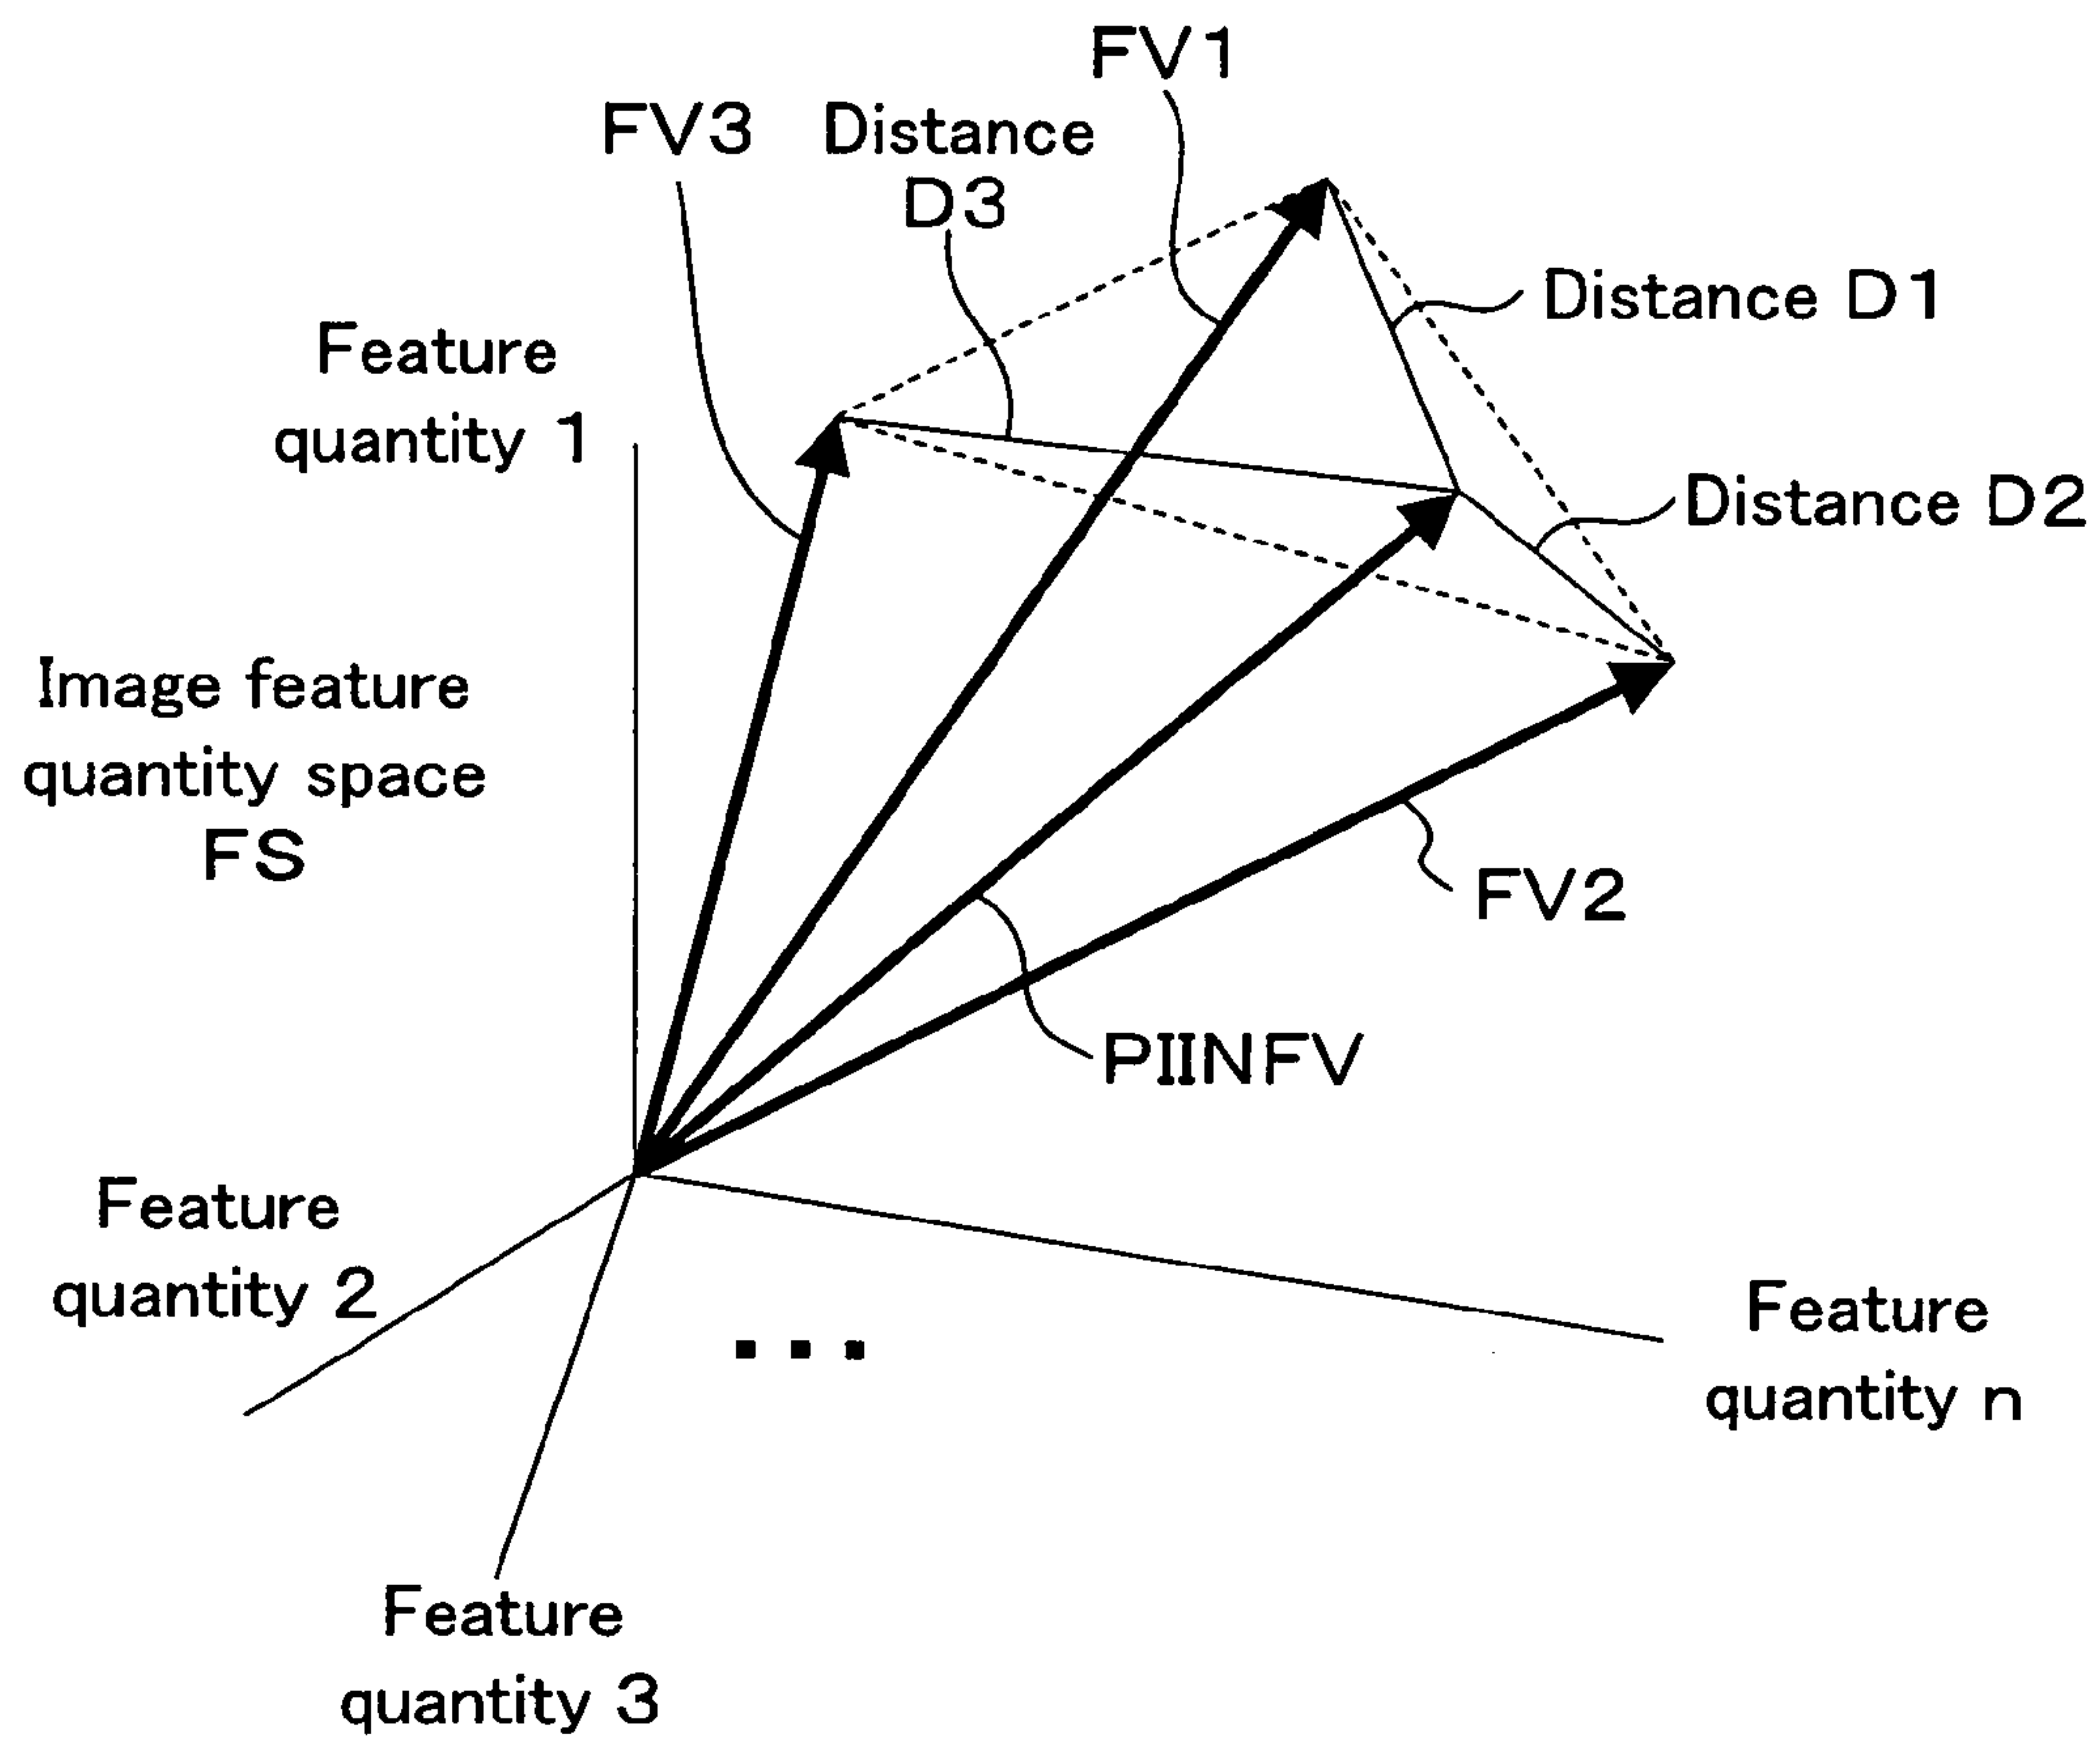 FV1
FV3
Distance
D3
Distance D1
Feature
quantity 1
Distance D2
Image feature
quantity space
FS
FV2
PIINFV
Feature
quantity 2
Feature
quantity n
Feature
quantity 3